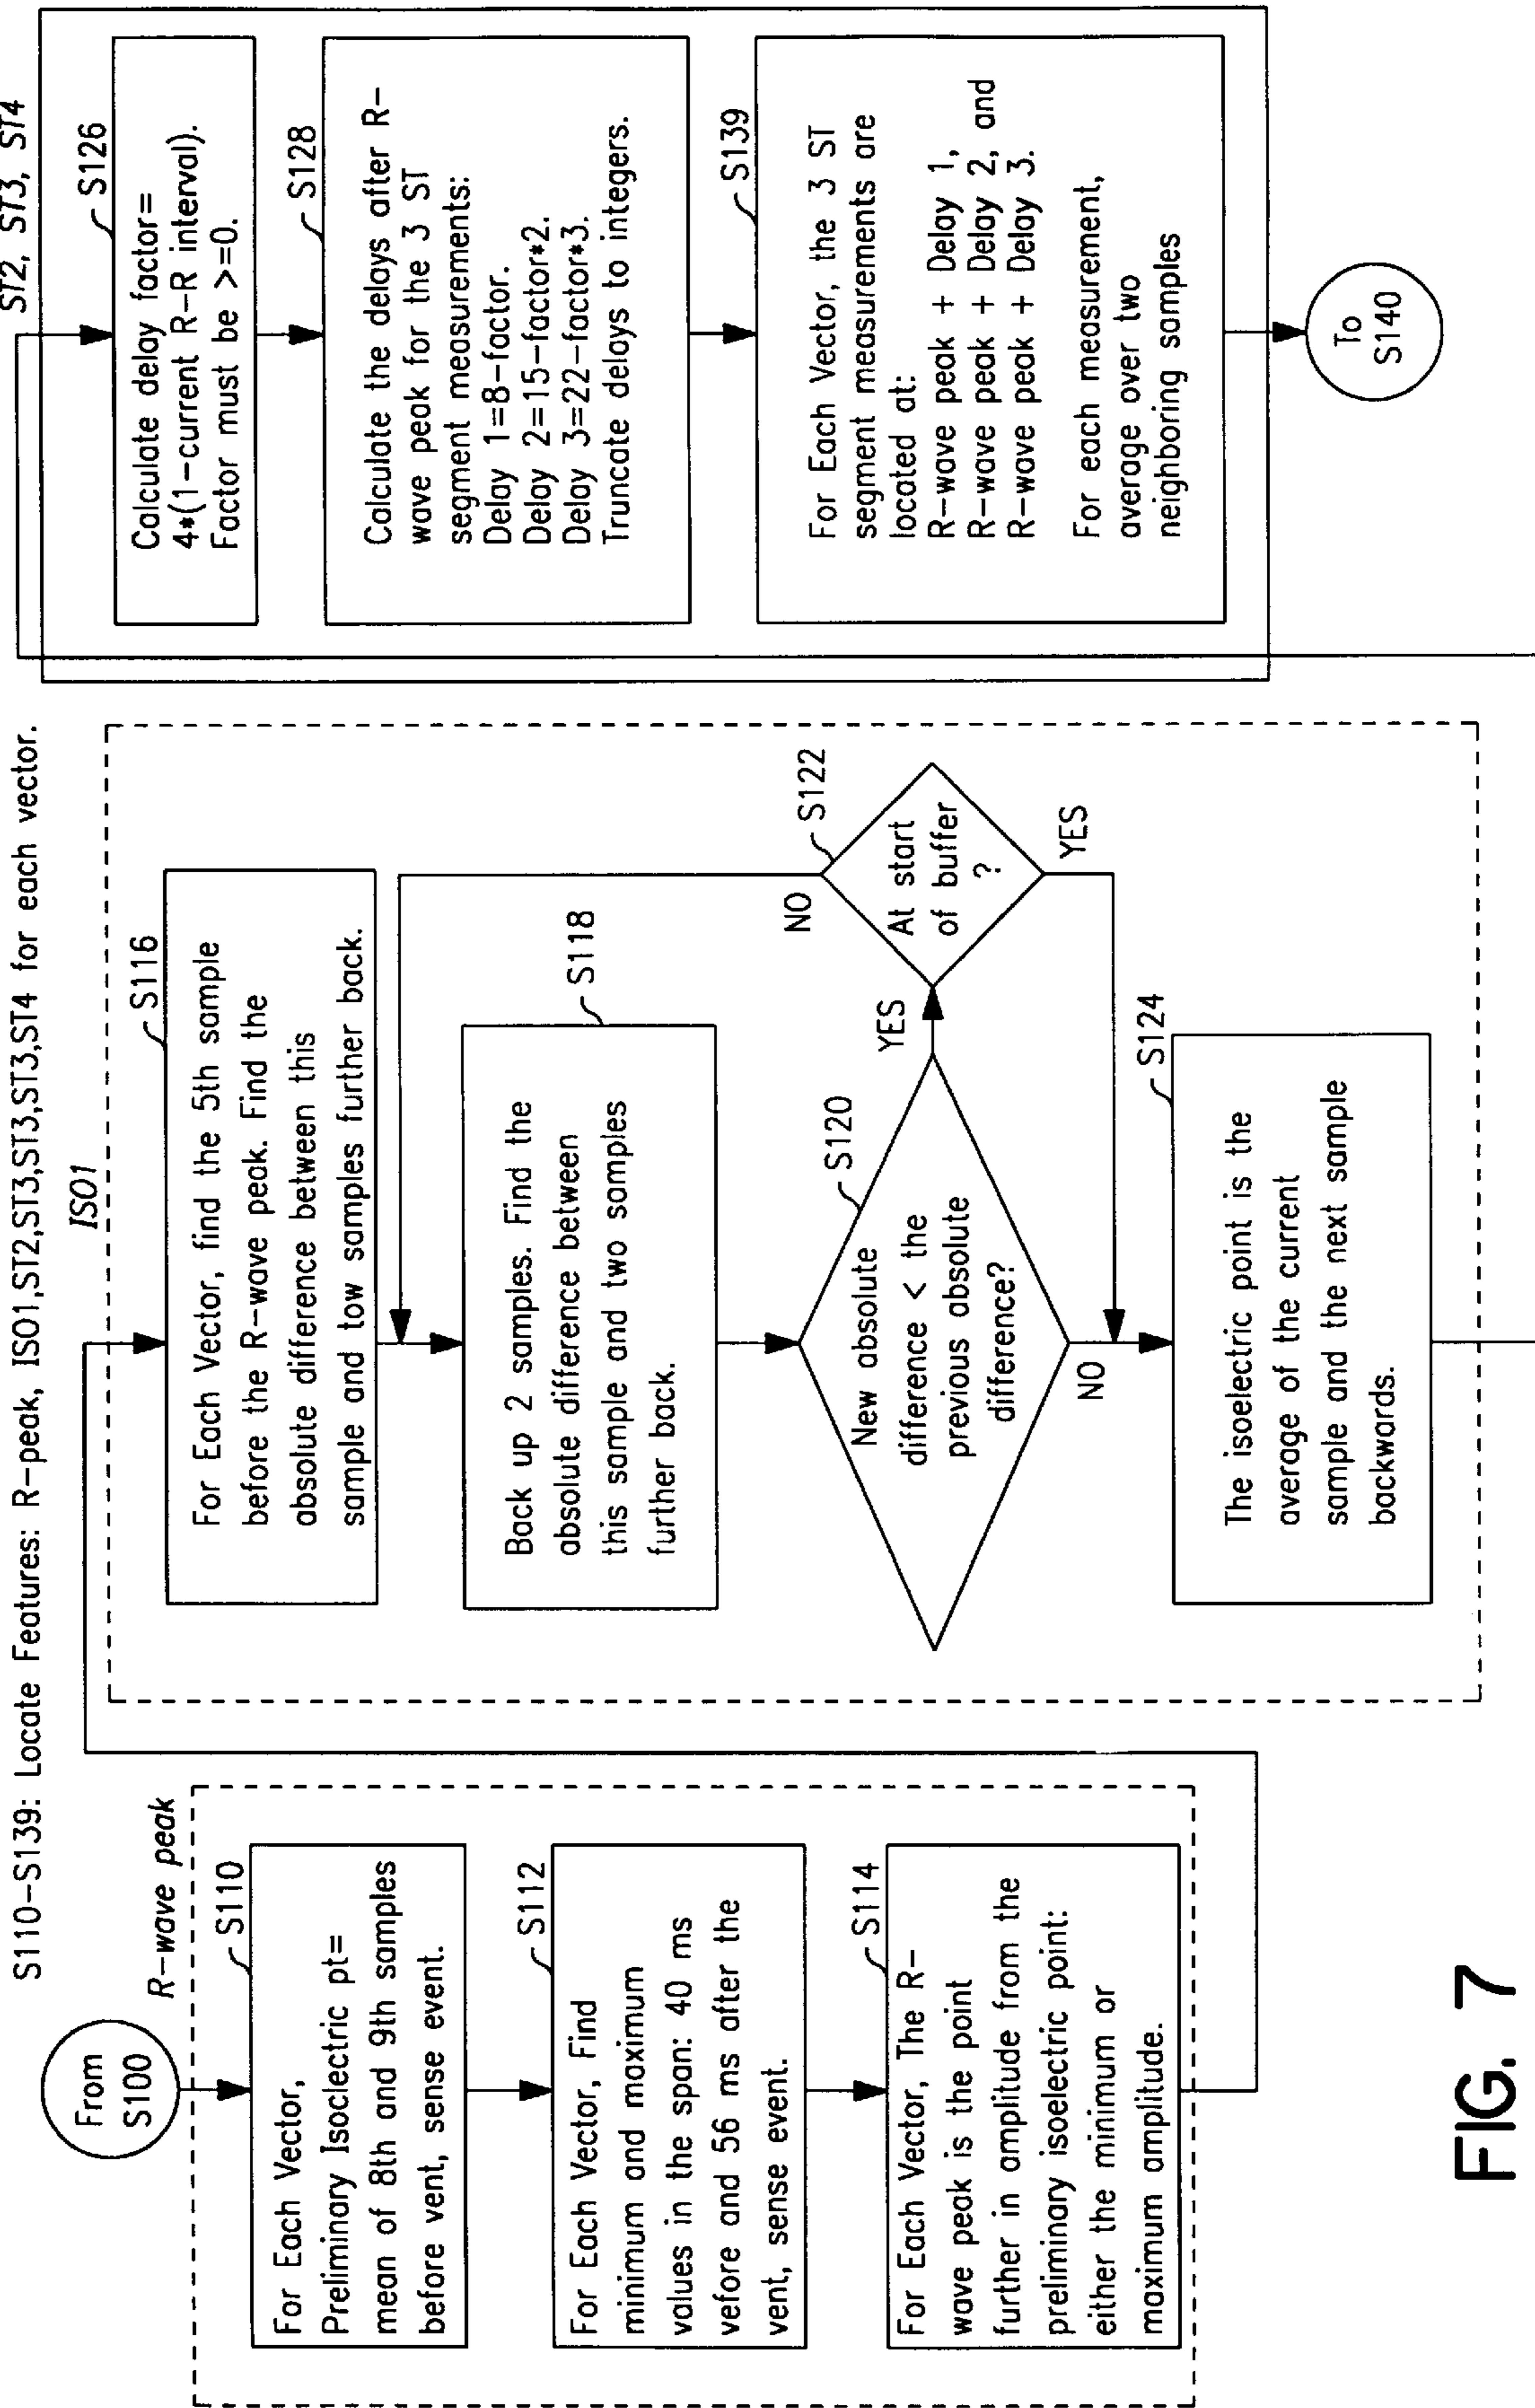 S110-S139: Locate Features: R-peak, ISO1,ST2,ST3,ST3,ST4 for each vector.
From
S100
R-wave peak
S110
For Each Vector,
Preliminary Isoclectric pt=
mean of 8th and 9th samples
before vent, sense event.
S112
For Each Vector, Find
minimum and maximum
values in the span: 40 ms
vefore and 56 ms after the
vent, sense event.
S114
For Each Vector, The R-
wave peak is the point
further in amplitude from the
preliminary isoelectric point:
either the minimum or
maximum amplitude.
ISO1
S116
For Each Vector, find the 5th sample
before the R-wave peak. Find the
absolute difference between this
sample and tow samples further back.
S118
Back up 2 samples. Find the
absolute difference between
this sample and two samples
further back.
S120
New absolute
difference < the
previous absolute
difference?
YES
NO
S122
At start
of buffer
?
NO
YES
S124
The isoelectric point is the
average of the current
sample and the next sample
backwards.
ST2, ST3, ST4
S126
Calculate delay factor=
4*(1-current R-R interval).
Factor must be >=0.
S128
Calculate the delays after R-
wave peak for the 3 ST
segment measurements:
Delay 1=8-factor.
Delay 2=15-factor*2.
Delay 3=22-factor*3.
Truncate delays to integers.
S139
For Each Vector, the 3 ST
segment measurements are
located at:
R-wave peak + Delay 1,
R-wave peak + Delay 2, and
R-wave peak + Delay 3.
For each measurement,
average over two
neighboring samples
To
S140
FIG. 7